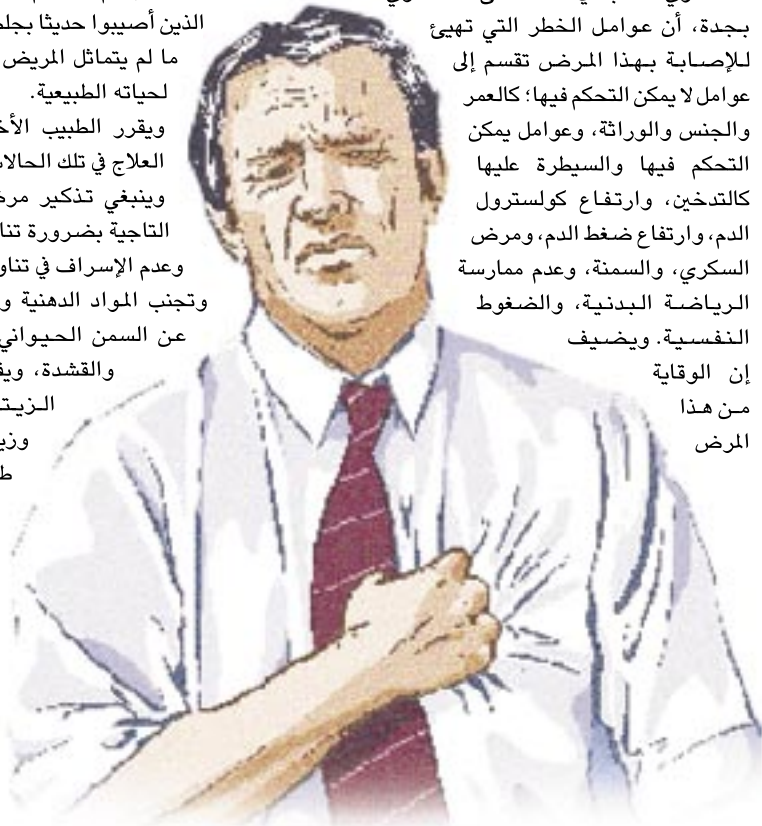 بجدة، أن عوامل الخطر التي تهيئ
للإصابة بهذا المرض تقسم إلى
عوامل لا يمكن التحكم فيها؛ كالعمر
والجنس والوراثة، وعوامل يمكن
التحكم فيها والسيطرة عليها
كالتدخين، وارتفاع كولسترول
الدم، وارتفاع ضغط الدم، ومرض
السكري، والسمنة، وعدم ممارسة
الرياضة البدنية، والضغوط
النفسية. ويضيف
إن الوقاية
من هذا
المرض
الذين أصيبوا حديثا
ما لم يتماثل المريض
لحياته الطبيعية.
ويقرر الطبيب
العلاج في تلك
وينبغي تذكير
التاجية بضرورة
وعدم الإسراف في
وتجنب المواد الدهنية
عن السمن الحيواني
والقشدة،